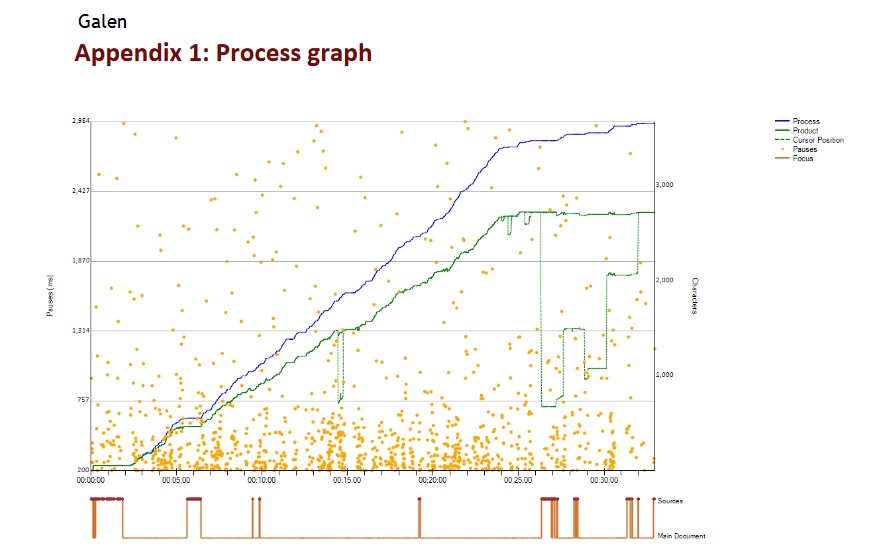 Galen
Appendix 1: Process graph
2,984
2,427
1,870
1,314
757
200
Pauses (ms)
00:00:00
00:05:00
00:10:00
00:15:00
00:20:00
00:25:00
00:30:00
3,000
2,000
1,000
Characters
Process
Product
Cursor Position
Pauses
Focus
Sources
Main Document